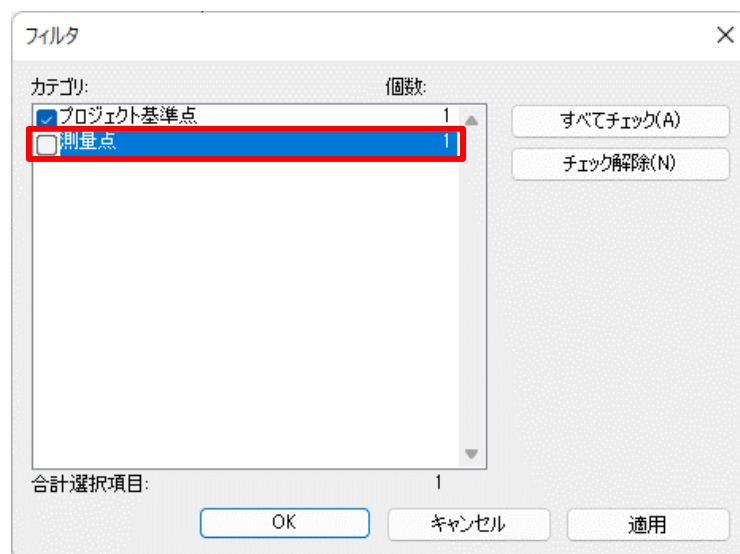 フィルタ
カテゴリ: 個数:
プロジェクト基準点 1
測量点 1
すべてチェック(A)
チェック解除(N)
合計選択項目: 1
OK キャンセル 適用